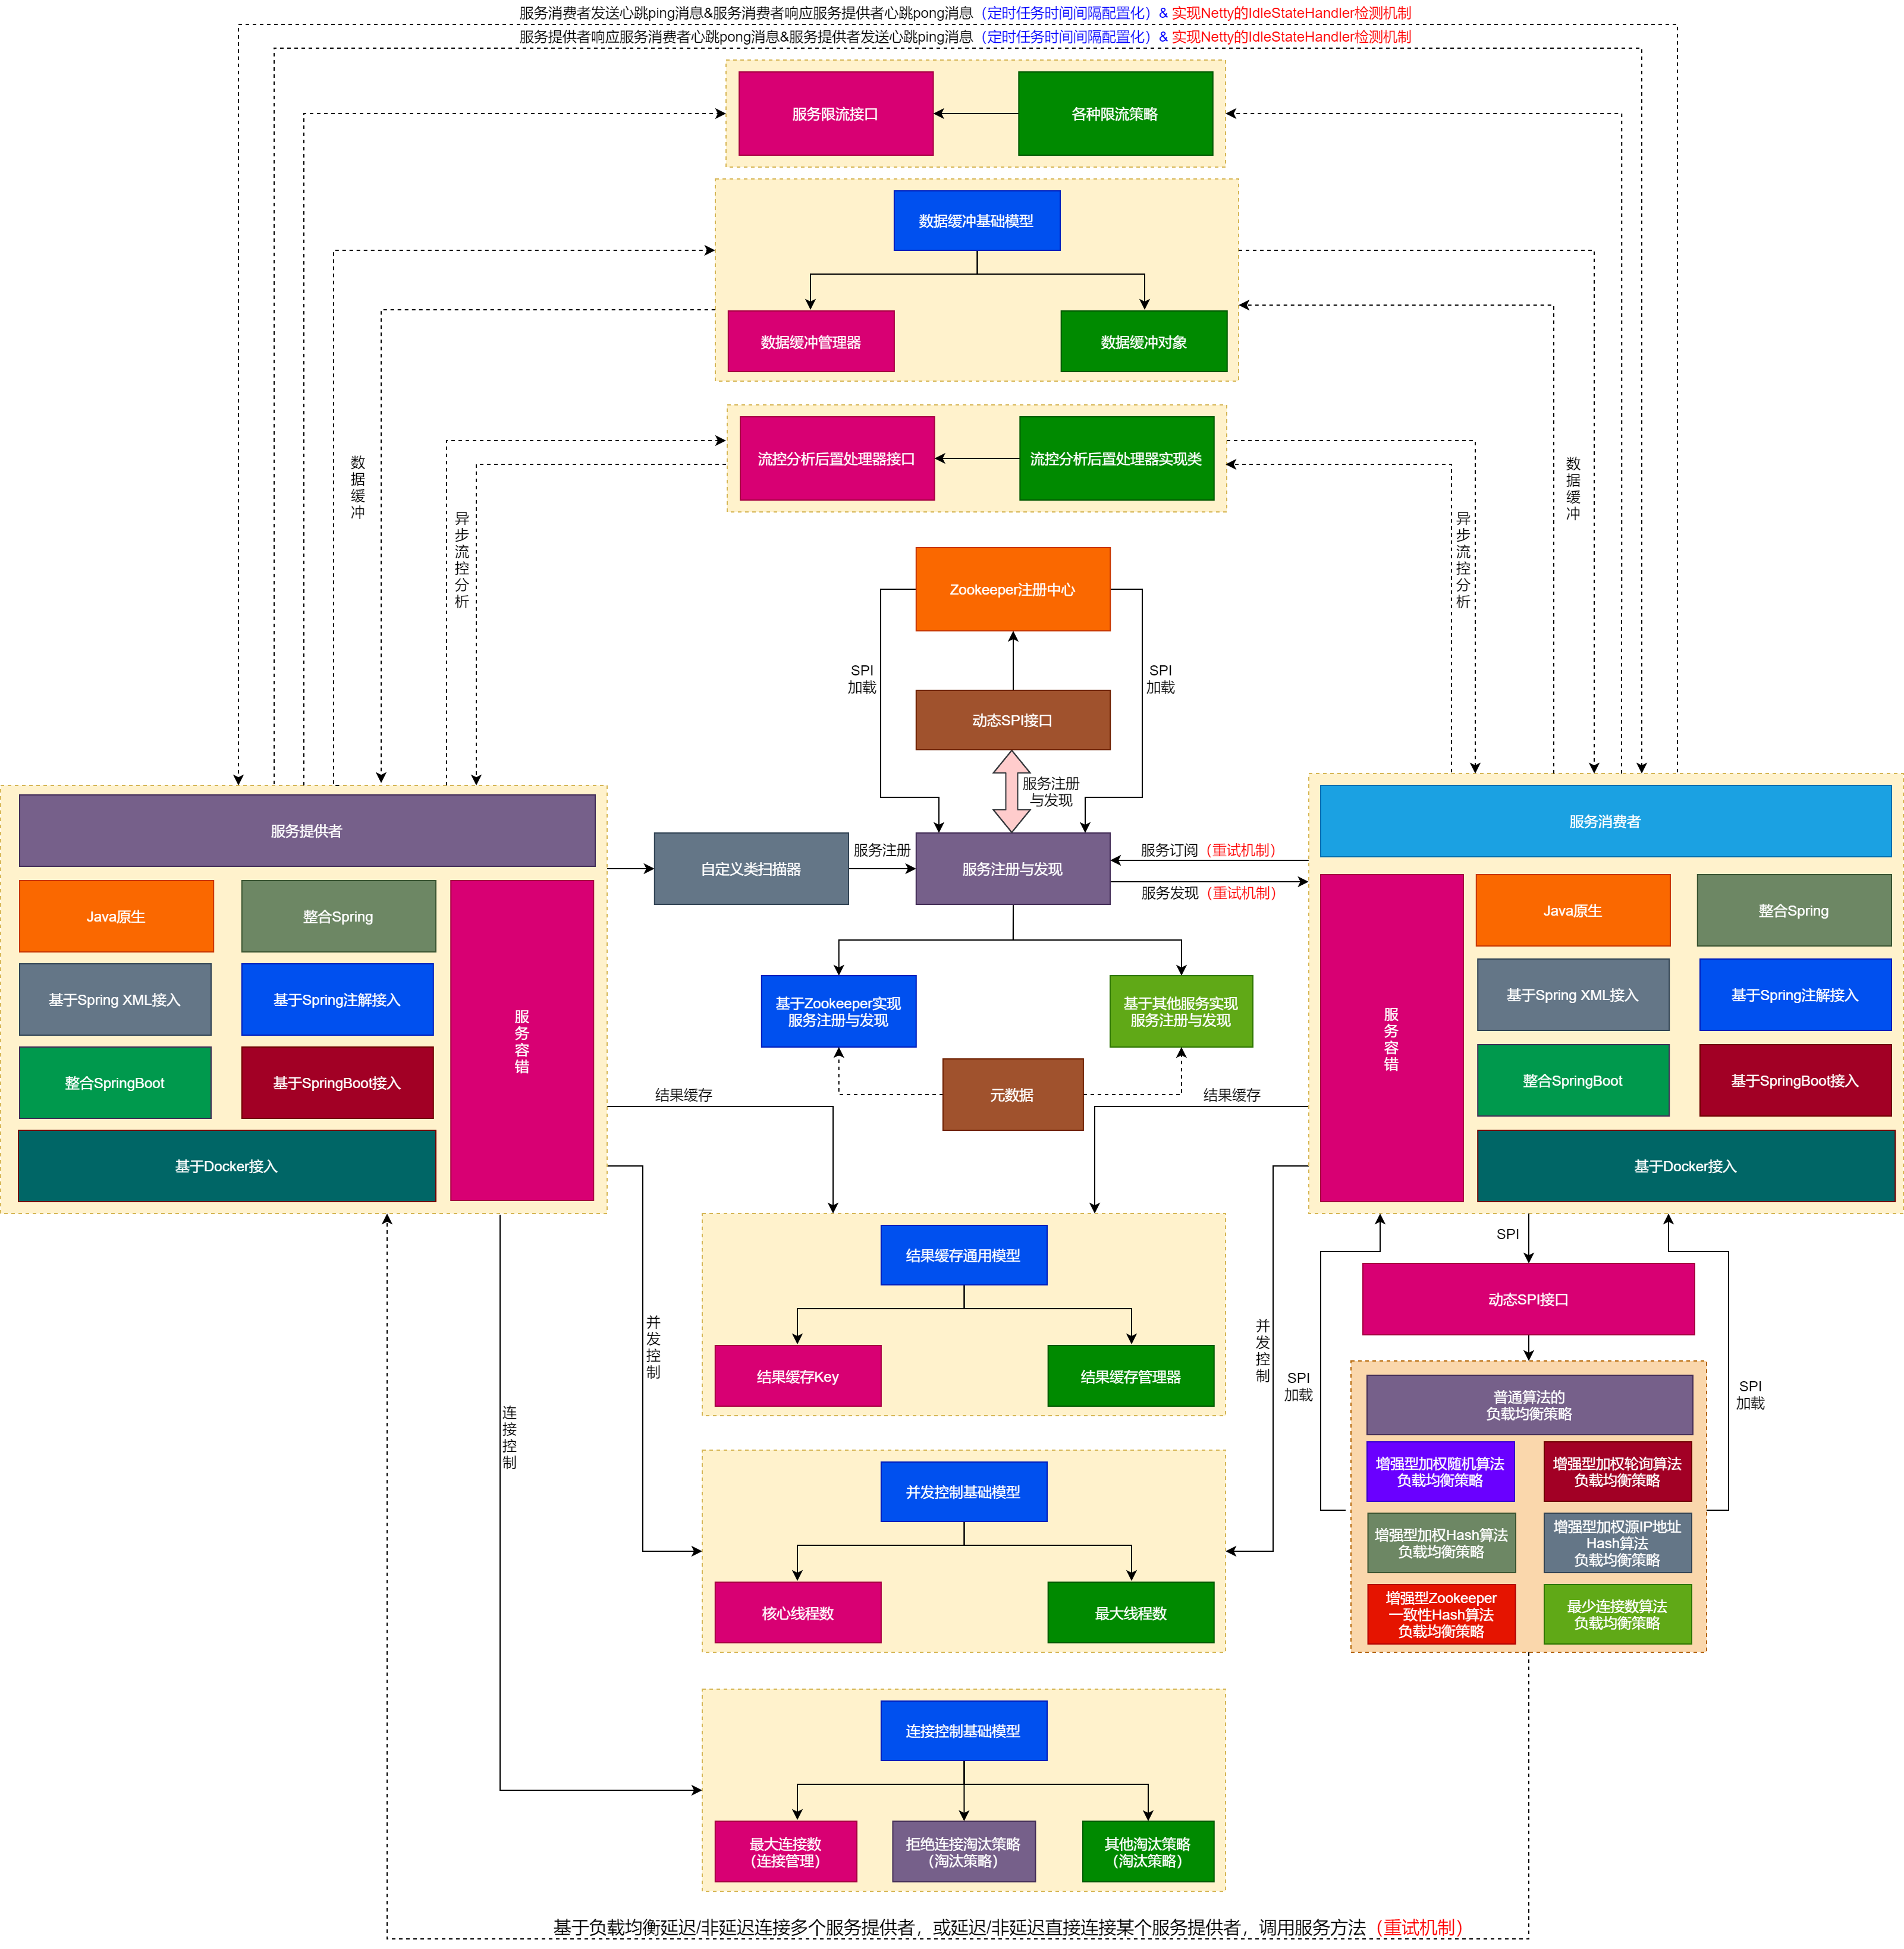 服务消费者发送心跳ping消息&服务消费者响应服务提供者心跳pong消息（定时任务时间间隔配置化）& 实现Netty的IdleStateHandler检测机制
服务提供者响应服务消费者心跳pong消息&服务提供者发送心跳ping消息（定时任务时间间隔配置化）& 实现Netty的IdleStateHandler检测机制
服务限流接口
各种限流策略
数据缓冲基础模型
数据缓冲管理器
数据缓冲对象
流控分析后置处理器接口
流控分析后置处理器实现类
数
据
缓
冲
异
步
流
控
分
析
异
步
流
控
分
析
数
据
缓
冲
Zookeeper注册中心
SPI
加载
SPI
加载
动态SPI接口
服务注册
与发现
服务提供者
Java原生
整合Spring
基于Spring XML接入
基于Spring注解接入
整合SpringBoot
基于SpringBoot接入
基于Docker接入
服
务
容
错
自定义类扫描器
服务注册
服务注册与发现
服务订阅（重试机制）
服务发现（重试机制）
基于Zookeeper实现
服务注册与发现
基于其他服务实现
服务注册与发现
元数据
结果缓存
结果缓存
服务消费者
服
务
容
错
Java原生
整合Spring
基于Spring XML接入
基于Spring注解接入
整合SpringBoot
基于SpringBoot接入
基于Docker接入
结果缓存通用模型
结果缓存Key
结果缓存管理器
并
发
控
制
并
发
控
制
连
接
控
制
并发控制基础模型
核心线程数
最大线程数
连接控制基础模型
最大连接数
（连接管理）
拒绝连接淘汰策略
（淘汰策略）
其他淘汰策略
（淘汰策略）
SPI
动态SPI接口
SPI
加载
SPI
加载
普通算法的
负载均衡策略
增强型加权随机算法
负载均衡策略
增强型加权轮询算法
负载均衡策略
增强型加权Hash算法
负载均衡策略
增强型加权源IP地址
Hash算法
负载均衡策略
增强型Zookeeper
一致性Hash算法
负载均衡策略
最少连接数算法
负载均衡策略
基于负载均衡延迟/非延迟连接多个服务提供者，或延迟/非延迟直接连接某个服务提供者，调用服务方法（重试机制）